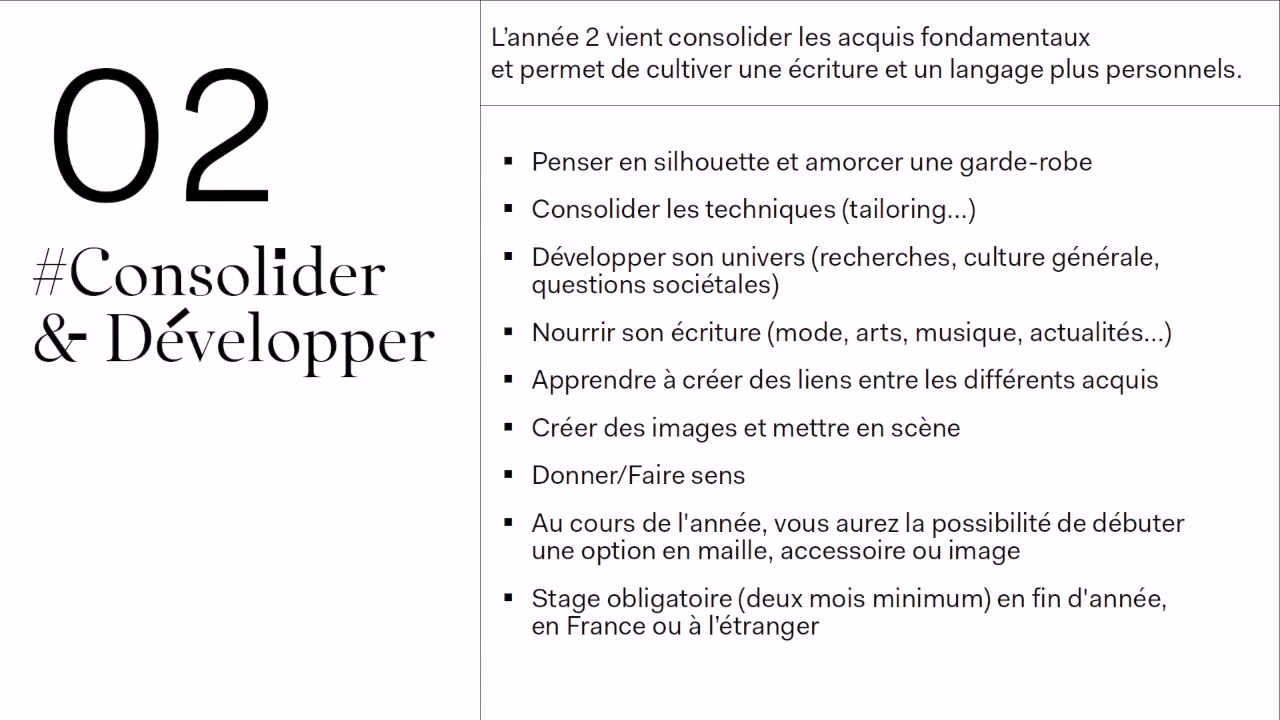 02
#Consolider
& Développer
L’année 2 vient consolider les acquis fondamentaux
et permet de cultiver une écriture et un langage plus personnels.
▪ Penser en silhouette et amorcer une garde-robe
▪ Consolider les techniques (tailoring...)
▪ Développer son univers (recherches, culture générale,
questions sociétales)
▪ Nourrir son écriture (mode, arts, musique, actualités...)
▪ Apprendre à créer des liens entre les différents acquis
▪ Créer des images et mettre en scène
▪ Donner/Faire sens
▪ Au cours de l'année, vous aurez la possibilité de débuter
une option en maille, accessoire ou image
▪ Stage obligatoire (deux mois minimum) en fin d'année,
en France ou à l’étranger